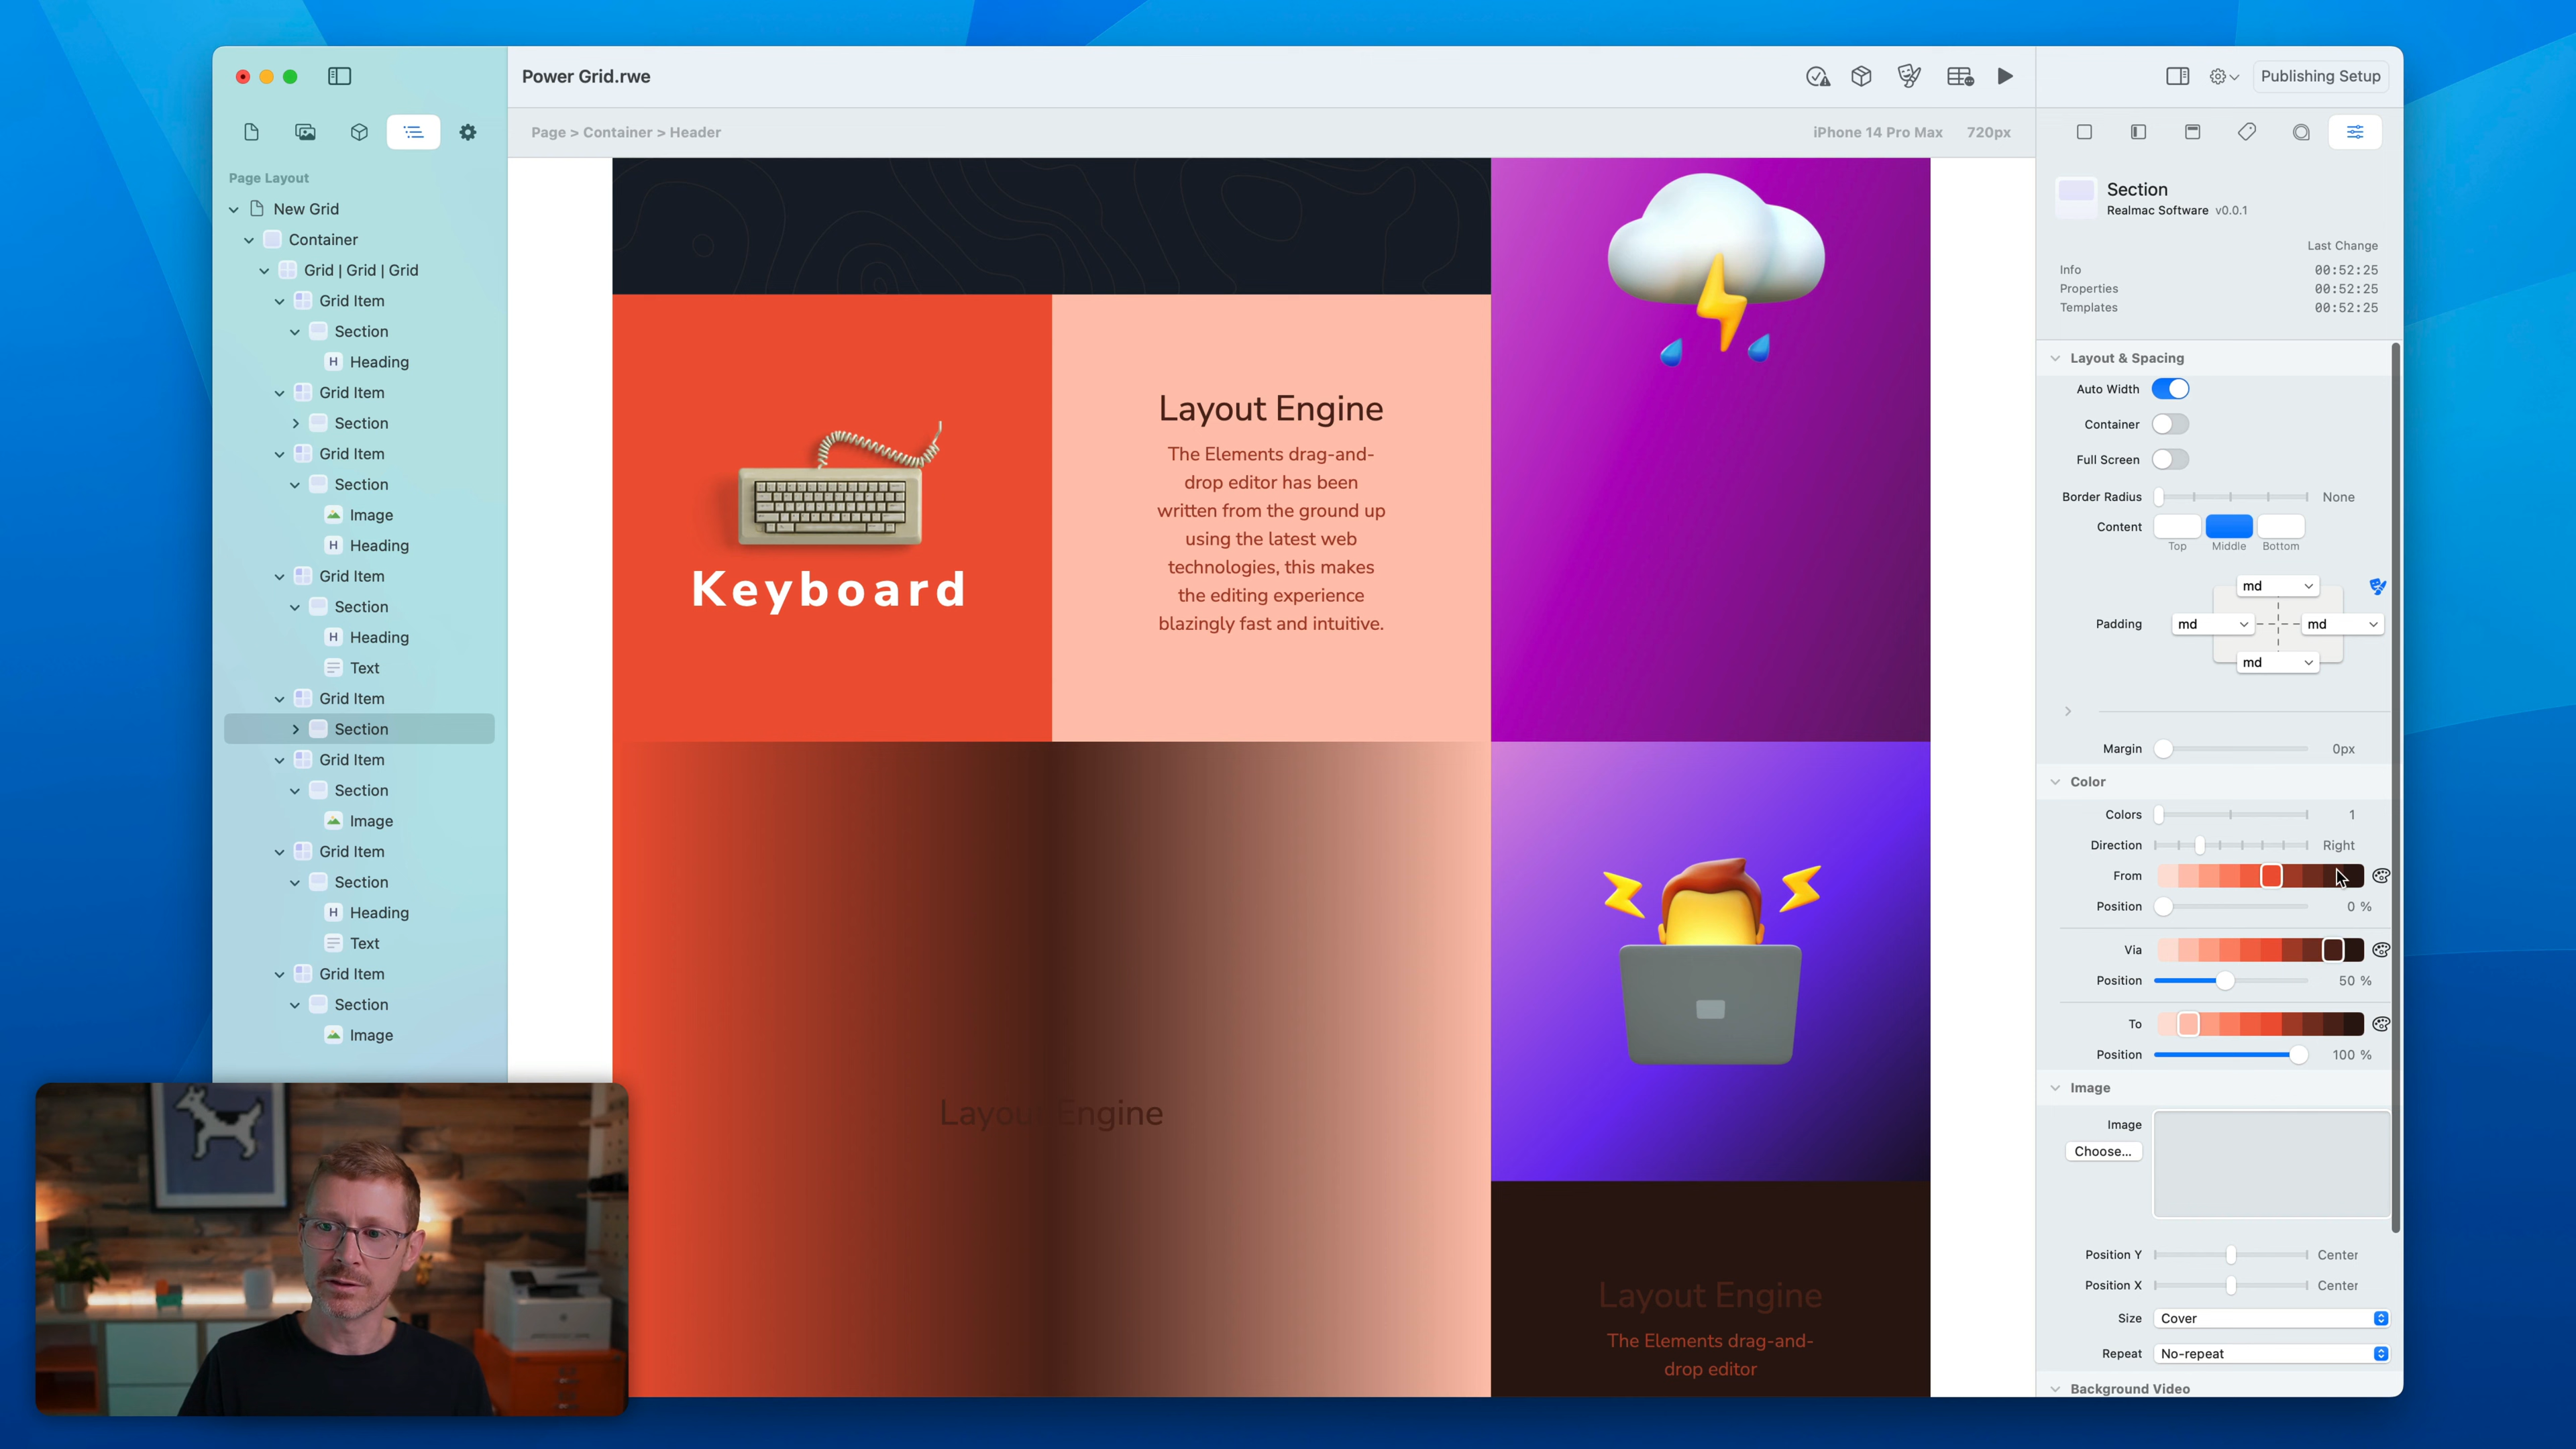 Power Grid.rwe
Publishing Setup
Page > Container > Header
iPhone 14 Pro Max 720px
Page Layout
New Grid
Container
Grid | Grid | Grid
Grid Item
Section
H Heading
Grid Item
Section
Grid Item
Section
Image
H Heading
Grid Item
Section
H Heading
Text
Grid Item
Section
Grid Item
Section
Image
Grid Item
Section
H Heading
Text
Grid Item
Section
Image
Keyboard
Layout Engine
The Elements drag-and-
drop editor has been
written from the ground up
using the latest web
technologies, this makes
the editing experience
blazingly fast and intuitive.
Layout Engine
Layout Engine
The Elements drag-and-
drop editor
Section
Realmac Software v0.0.1
Last Change
Info 00:52:25
Properties 00:52:25
Templates 00:52:25
Layout & Spacing
Auto Width
Container
Full Screen
Border Radius None
Content
Top Middle Bottom
md
Padding md md
md
Margin 0px
Color
Colors 1
Direction Right
From
Position 0 %
Via
Position 50 %
To
Position 100 %
Image
Image
Choose...
Position Y Center
Position X Center
Size Cover
Repeat No-repeat
Background Video